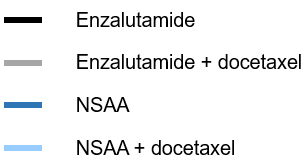 Enzalutamide
Enzalutamide + docetaxel
NSAA
NSAA + docetaxel